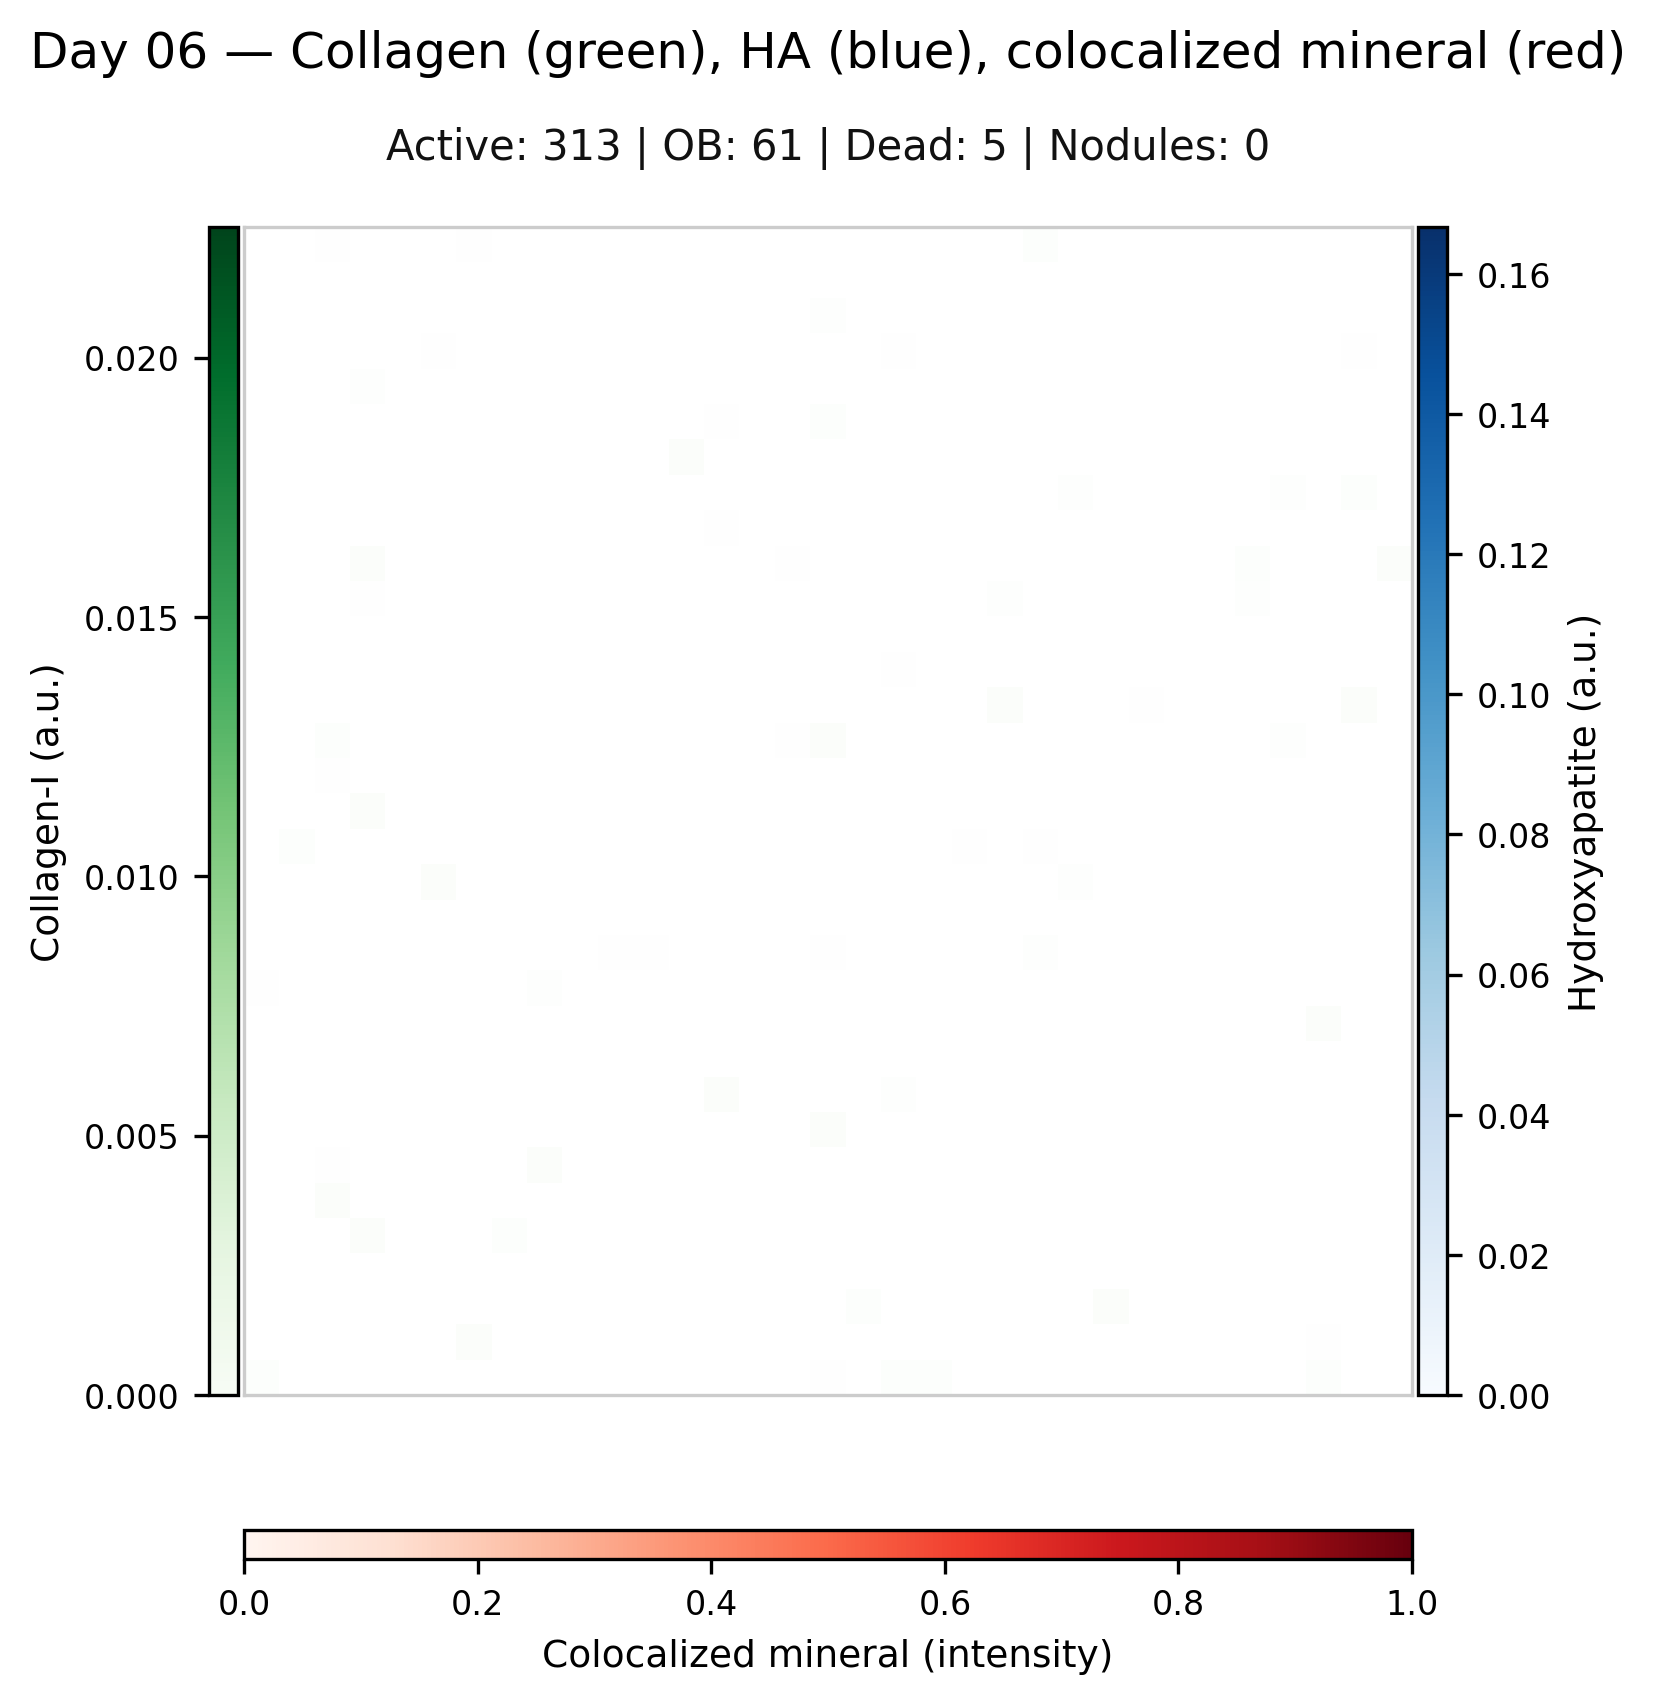 Day 06 — Collagen (green), HA (blue), colocalized mineral (red)
Active: 313 | OB: 61 | Dead: 5 | Nodules: 0
Collagen-I (a.u.)
0.020
0.015
0.010
0.005
0.000
0.16
0.14
0.12
0.10
0.08
0.06
0.04
0.02
0.00
Hydroxyapatite (a.u.)
0.0 0.2 0.4 0.6 0.8 1.0
Colocalized mineral (intensity)